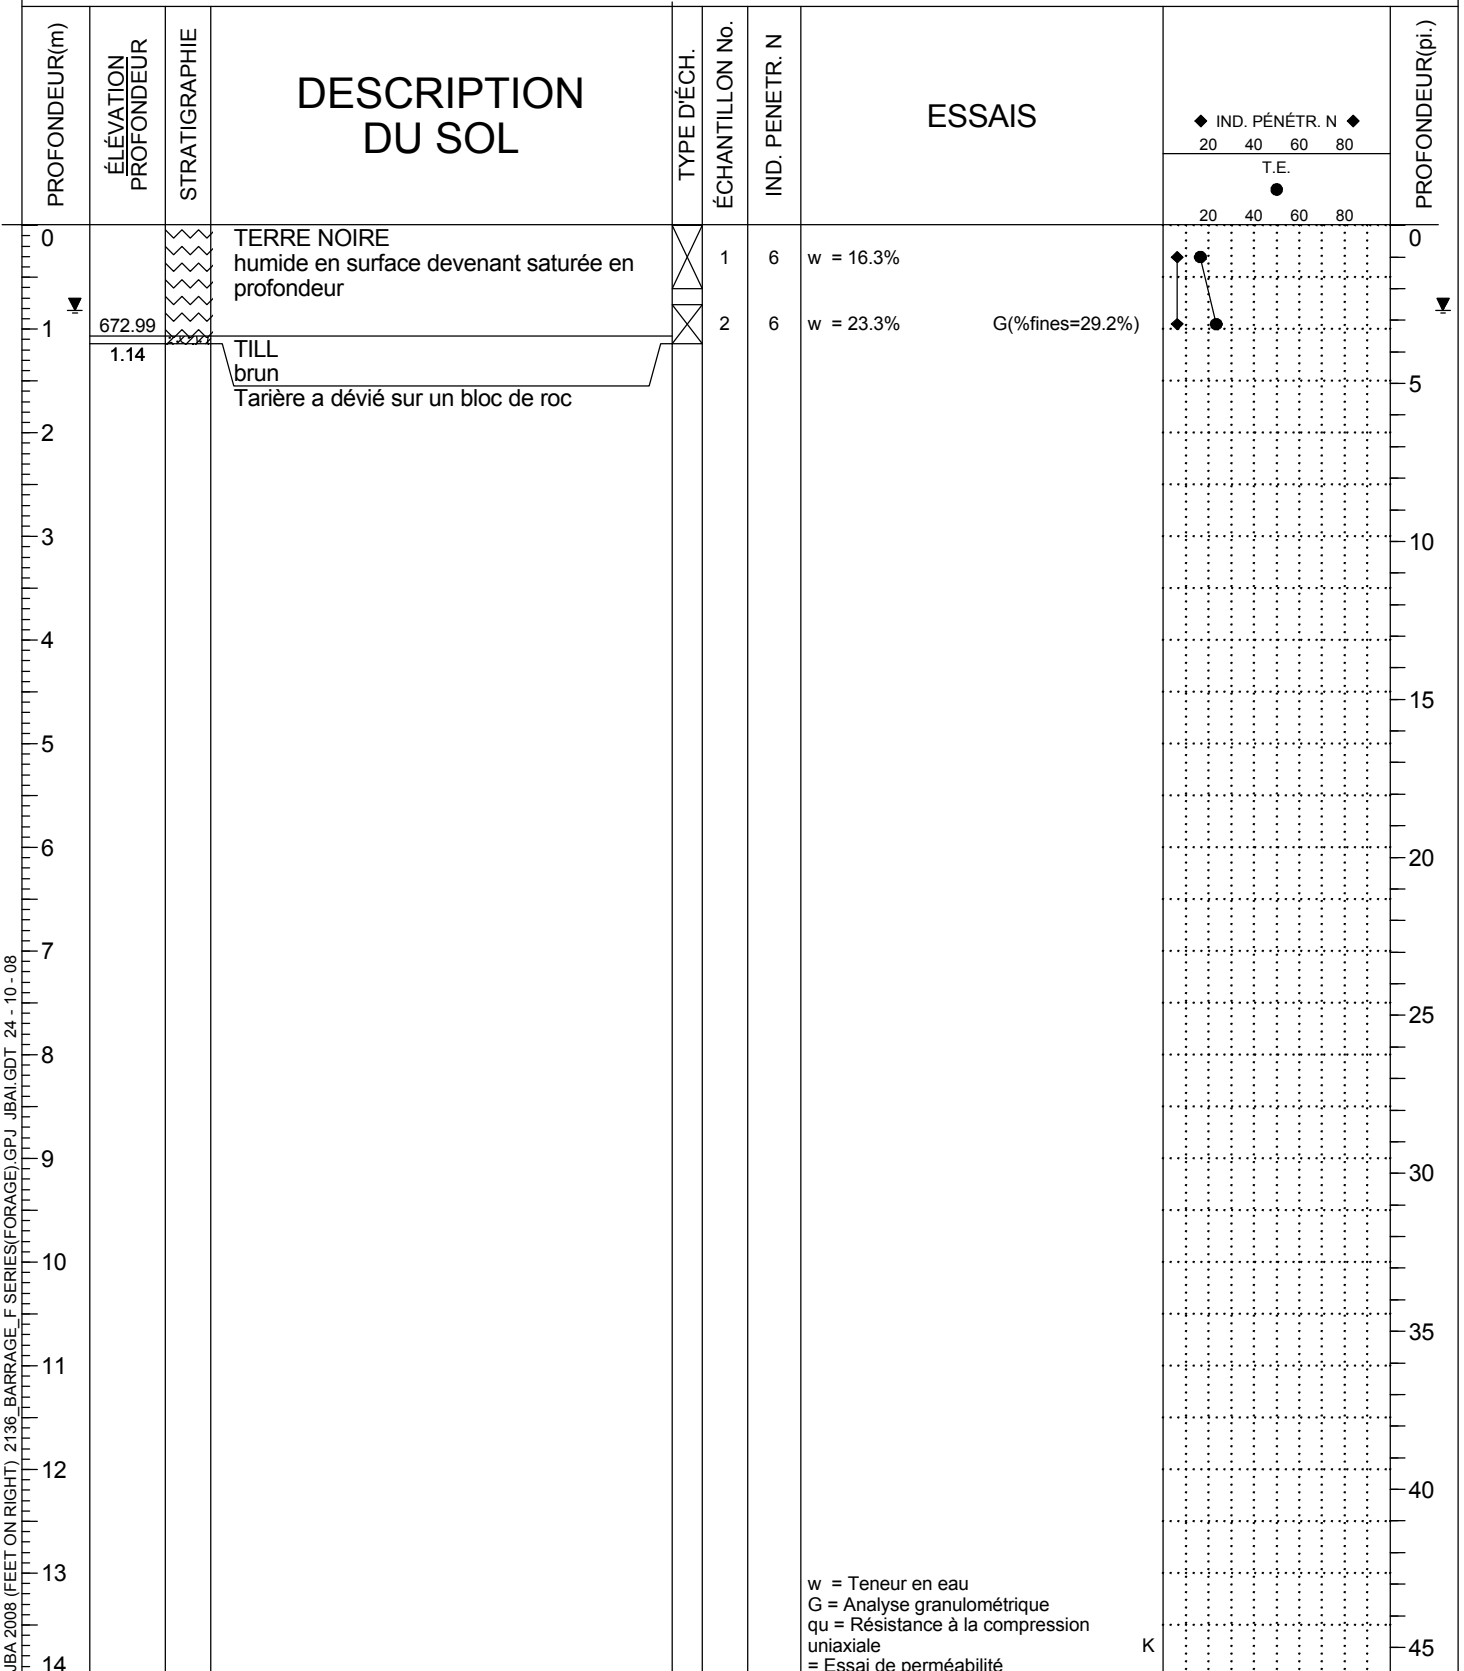 PROFONDEUR(m)
ÉLÉVATION
PROFONDEUR
STRATIGRAPHIE
DESCRIPTION
DU SOL
TYPE D'ÉCH.
ÉCHANTILLON No.
IND. PENETR. N
ESSAIS
◆ IND. PÉNÉTR. N ◆
20 40 60 80
T.E.
●
20 40 60 80
PROFONDEUR(pi.)
0
TERRE NOIRE
humide en surface devenant saturée en
profondeur
1 6 w = 16.3%
0
1
672.99
2 6 w = 23.3% G(%fines=29.2%)
1.14
TILL
brun
Tarière a dévié sur un bloc de roc
5
2
3
10
4
15
5
6
20
7
25
8
9
30
10
35
11
12
40
13
14
45
w = Teneur en eau
G = Analyse granulométrique
qu = Résistance à la compression
uniaxiale K
= Essai de perméabilité
JBA 2008 (FEET ON RIGHT) 2136_BARRAGE_F SERIES(FORAGE).GPJ JBAI.GDT 24 - 10 - 08